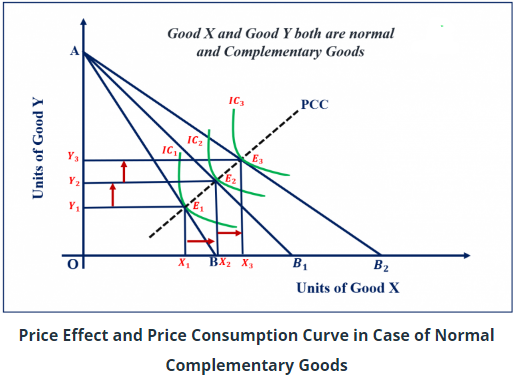 Good X and Good Y both are normal
and Complementary Goods
A
Units of Good Y
IC₃
PCC
IC₂
IC₁
Y₃
E₃
Y₂
E₂
Y₁
E₁
O
X₁
B
X₂
X₃
B₁
B₂
Units of Good X
Price Effect and Price Consumption Curve in Case of Normal
Complementary Goods